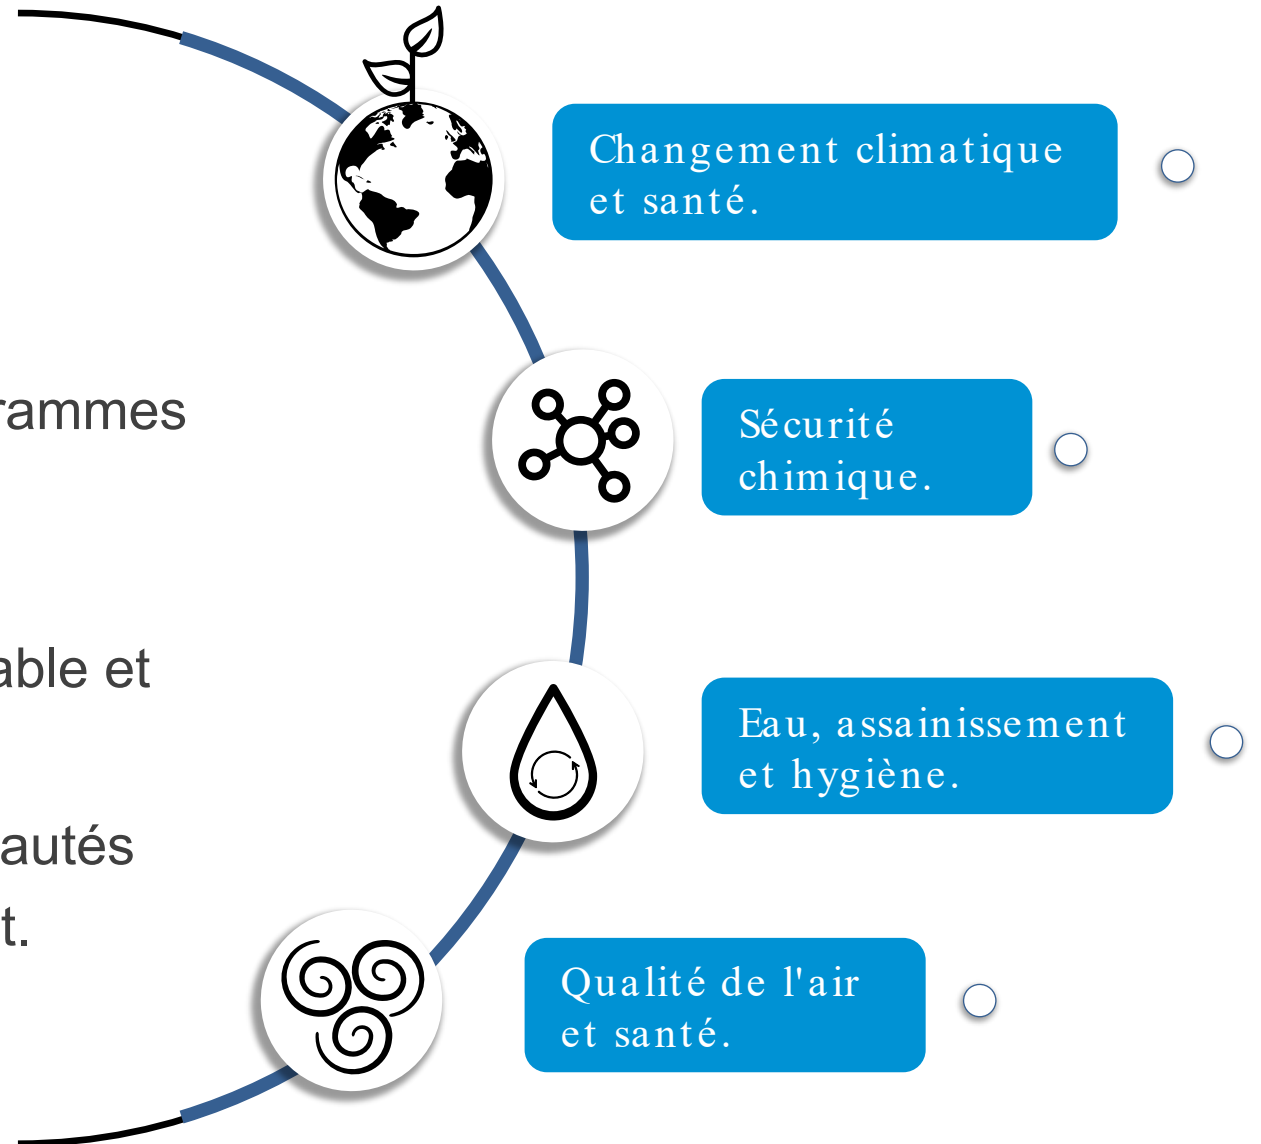 Changement climatique
et santé.
rammes
Sécurité
chimique.
able et
Eau, assainissement
et hygiène.
autés
t.
Qualité de l'air
et santé.